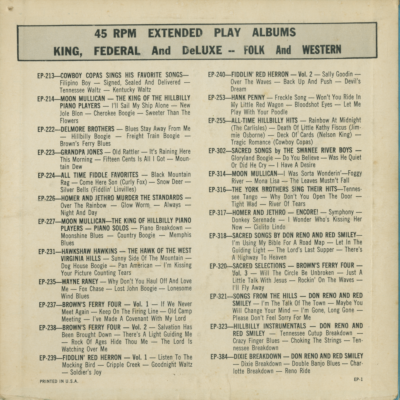 45 RPM EXTENDED PLAY ALBUMS
KING, FEDERAL And DeLUXE -- FOLK And WESTERN
EP-213—COWBOY COPAS SINGS HIS FAVORITE SONGS—
Filipino Boy — Signed, Sealed and Delivered —
Tennessee Waltz — Kentucky Waltz
EP-214—MOON MULLICAN — THE KING OF THE HILLBILLY
PIANO PLAYERS — I'll Sail My Ship Alone — New
Jole Blon — Cherokee Boogie — Sweeter Than The
Flowers
EP-222—DELMORE BROTHERS — Blues Stay Away From Me
— Hillbilly Boogie — Freight Train Boogie —
Brown's Ferry Blues
EP-223—GRANDPA JONES — Old Rattler — It's Raining Here
This Morning — Fifteen Cents Is All I Got — Moun-
tain Dew
EP-224—ALL TIME FIDDLE FAVORITES — Black Mountain
Rag — Come Here Son (Curly Fox) — Snow Deer —
Silver Bells (Fiddlin' Linvilles)
EP-226—HOMER AND JETHRO MURDER THE STANDARDS —
Over The Rainbow — Glow Worm, — Always —
Night And Day
EP-227—MOON MULLICAN—THE KING OF HILLBILLY PIANO
PLAYERS — PIANO SOLOS — Piano Breakdown —
Moonshine Blues — Country Boogie — Memphis
Blues
EP-231—HAWKSHAW HAWKINS — THE HAWK OF THE WEST
VIRGINIA HILLS — Sunny Side Of The Mountain —
Dog House Boogie — Pan American — I'm Kissing
Your Picture Counting Tears
EP-235—WAYNE RANEY — Why Don't You Haul Off And Love
Me — Fox Chase — Lost John Boogie — Lonesome
Wind Blues
EP-237—BROWN'S FERRY FOUR — Vol. 1 — If We Never
Meet Again — Keep On The Firing Line — Old Camp
Meeting — I've Made A Covenant With My Lord
EP-238—BROWN'S FERRY FOUR — Vol. 2 — Salvation Has
Been Brought Down — There's A Light Guiding Me
— Rock Of Ages Hide Thou Me — The Lord Is
Watching Over Me
EP-239—FIDDLIN' RED HERRON — Vol. 1 — Listen To The
Mocking Bird — Cripple Creek — Goodnight Waltz
— Soldier's Joy
PRINTED IN U.S.A.
EP-240—FIDDLIN' RED HERRON — Vol. 2 — Sally Goodin —
Over The Waves — Back Up And Push — Devil's
Dream
EP-253—HANK PENNY — Freckle Song — Won't You Ride In
My Little Red Wagon — Bloodshot Eyes — Let Me
Play With Your Poodle
EP-255—ALL-TIME HILLBILLY HITS — Rainbow At Midnight
(The Carlisles) — Death Of Little Kathy Fiscus (Jim-
mie Osborne) — Deck Of Cards (Nelson King) —
Tragic Romance (Cowboy Copas)
EP-302—SACRED SONGS BY THE SWANEE RIVER BOYS —
Gloryland Boogie — Do You Believe — Was He Quiet
Or Did He Cry — I Have A Desire
EP-314—MOON MULLICAN—I Was Sorta Wonderin'—Foggy
River — Mona Lisa — The Leaves Mustn't Fall
EP-316—THE YORK BROTHERS SING THEIR HITS—Tennes-
see Tango — Why Don't You Open The Door —
Tight Wad — River Of Tears
EP-317—HOMER AND JETHRO — ENCORE! — Symphony —
Donkey Serenade — I Wonder Who's Kissing Her
Now — Cielito Lindo
EP-318—SACRED SONGS BY DON RENO AND RED SMILEY—
I'm Using My Bible For A Road Map — Let In The
Guiding Light — The Lord's Last Supper — There's
A Highway To Heaven
EP-320—SACRED SELECTIONS — BROWN'S FERRY FOUR —
Vol. 3 — Will The Circle Be Unbroken — Just A
Little Talk With Jesus — Rockin' On The Waves —
I'll Fly Away
EP-321—SONGS FROM THE HILLS — DON RENO AND RED
SMILEY — I'm The Talk Of The Town — Maybe You
Will Change Your Mind — I'm Gone, Long Gone —
Please Don't Feel Sorry For Me
EP-323—HILLBILLY INSTRUMENTALS — DON RENO AND
RED SMILEY — Tennessee Cutup Breakdown —
Crazy Finger Blues — Choking The Strings — Ten-
nessee Breakdown
EP-384—DIXIE BREAKDOWN — DON RENO AND RED SMILEY
— Dixie Breakdown — Double Banjo Blues — Char-
lotte Breakdown — Reno Ride
EP-1